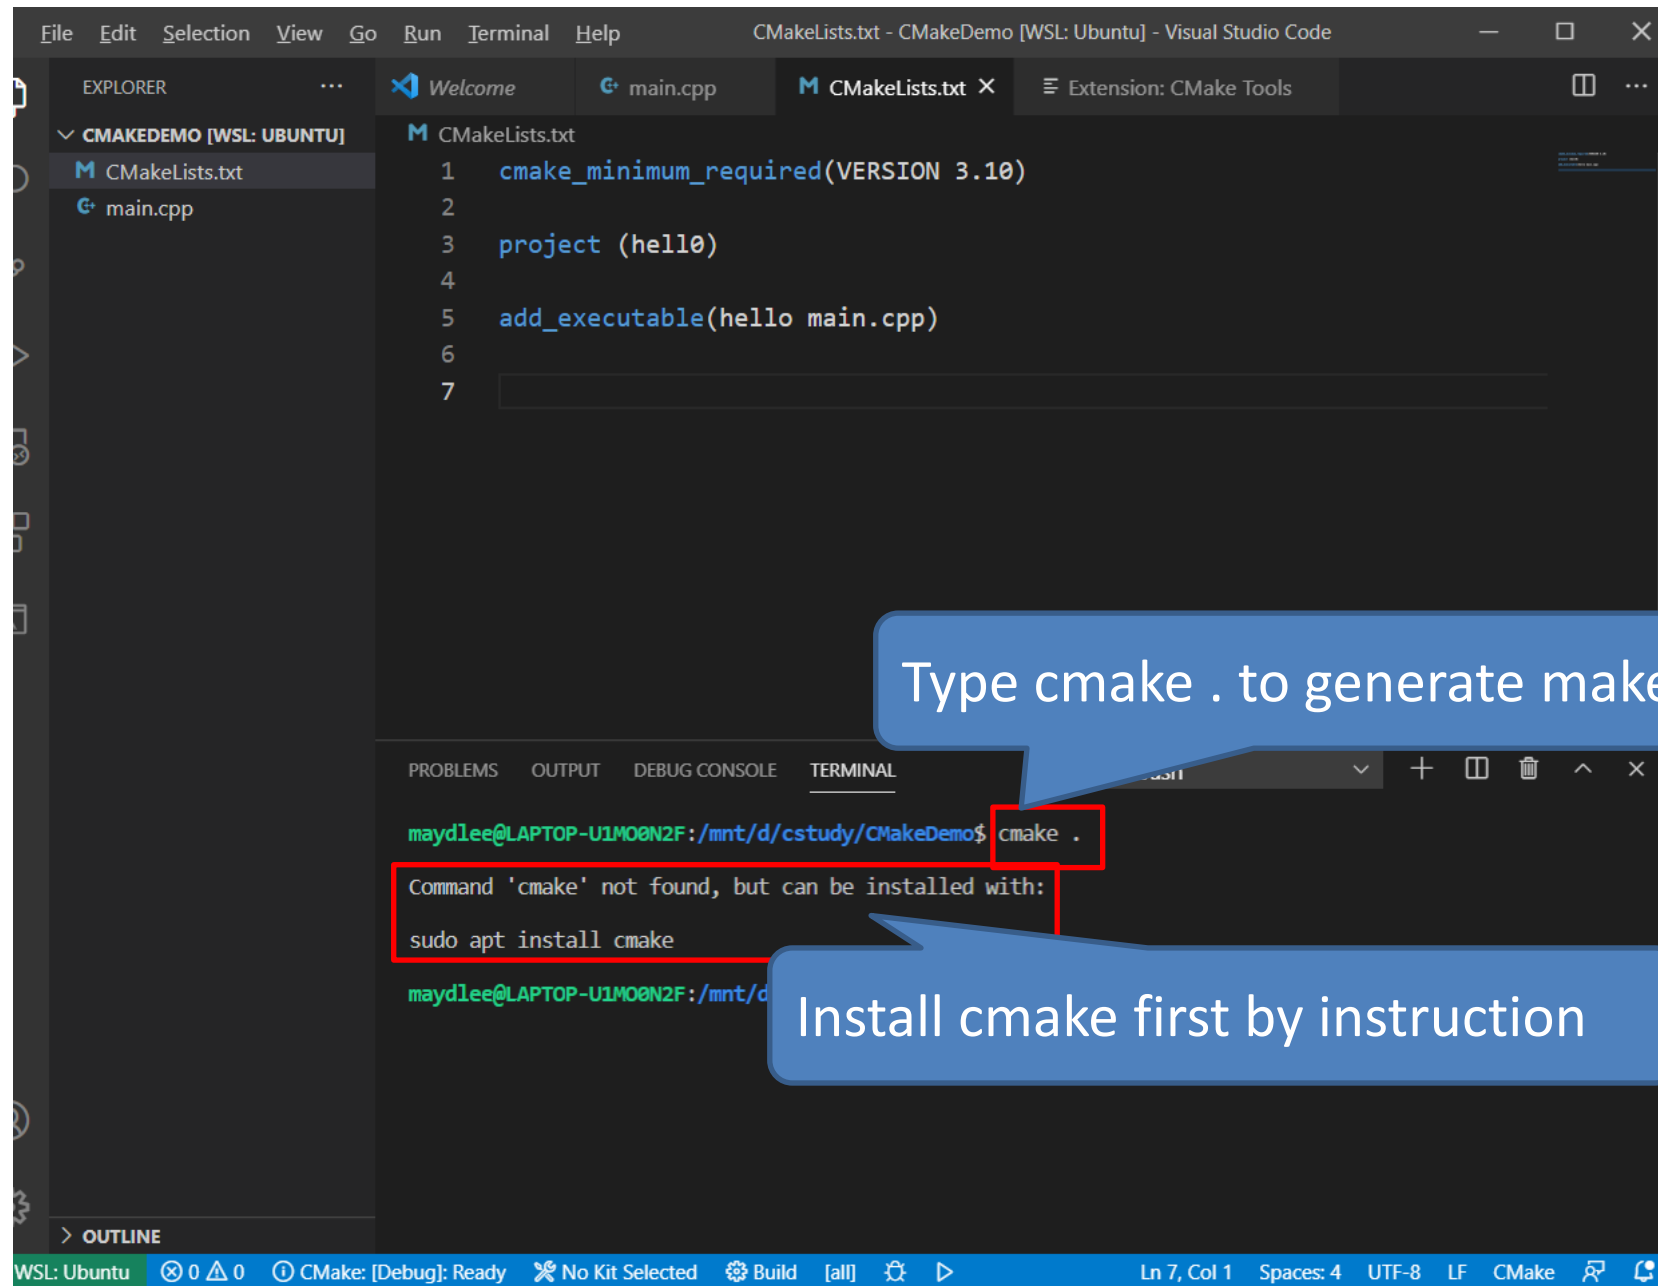 File Edit Selection View Go Run Terminal Help CMakeLists.txt - CMakeDemo [WSL: Ubuntu] - Visual Studio Code
EXPLORER
Welcome main.cpp CMakeLists.txt Extension: CMake Tools
CMAKEDEMO [WSL: UBUNTU]
CMakeLists.txt
main.cpp
CMakeLists.txt
1 cmake_minimum_required(VERSION 3.10)
2
3 project (hell0)
4
5 add_executable(hello main.cpp)
6
7
Type cmake . to generate make
PROBLEMS OUTPUT DEBUG CONSOLE TERMINAL
maydlee@LAPTOP-U1MO0N2F:/mnt/d/cstudy/CMakeDemo$ cmake .
Command 'cmake' not found, but can be installed with:
sudo apt install cmake
maydlee@LAPTOP-U1MO0N2F:/mnt/d
Install cmake first by instruction
OUTLINE
WSL: Ubuntu 0 0 CMake: [Debug]: Ready No Kit Selected Build [all] Ln 7, Col 1 Spaces: 4 UTF-8 LF CMake